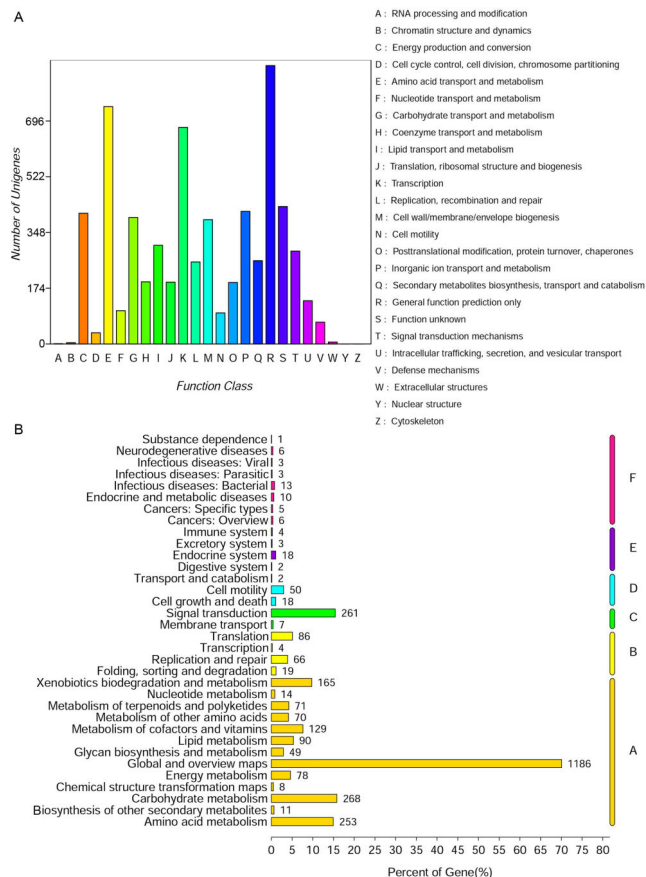 A
Number of Unigenes
696
522
348
174
0
A B C D E F G H I J K L M N O P Q R S T U V W Y Z
Function Class
A : RNA processing and modification
B : Chromatin structure and dynamics
C : Energy production and conversion
D : Cell cycle control, cell division, chromosome partitioning
E : Amino acid transport and metabolism
F : Nucleotide transport and metabolism
G : Carbohydrate transport and metabolism
H : Coenzyme transport and metabolism
I : Lipid transport and metabolism
J : Translation, ribosomal structure and biogenesis
K : Transcription
L : Replication, recombination and repair
M : Cell wall/membrane/envelope biogenesis
N : Cell motility
O : Posttranslational modification, protein turnover, chaperones
P : Inorganic ion transport and metabolism
Q : Secondary metabolites biosynthesis, transport and catabolism
R : General function prediction only
S : Function unknown
T : Signal transduction mechanisms
U : Intracellular trafficking, secretion, and vesicular transport
V : Defense mechanisms
W : Extracellular structures
Y : Nuclear structure
Z : Cytoskeleton
B
Substance dependence 1
Neurodegenerative diseases 6
Infectious diseases: Viral 3
Infectious diseases: Parasitic 3
Infectious diseases: Bacterial 13
Endocrine and metabolic diseases 10
Cancers: Specific types 5
Cancers: Overview 6
Immune system 4
Excretory system 3
Endocrine system 18
Digestive system 2
Transport and catabolism 2
Cell motility 50
Cell growth and death 18
Signal transduction 261
Membrane transport 7
Translation 86
Transcription 4
Replication and repair 66
Folding, sorting and degradation 19
Xenobiotics biodegradation and metabolism 165
Nucleotide metabolism 14
Metabolism of terpenoids and polyketides 71
Metabolism of other amino acids 70
Metabolism of cofactors and vitamins 129
Lipid metabolism 90
Glycan biosynthesis and metabolism 49
Global and overview maps 1186
Energy metabolism 78
Chemical structure transformation maps 8
Carbohydrate metabolism 268
Biosynthesis of other secondary metabolites 11
Amino acid metabolism 253
F
E
D
C
B
A
0 5 10 15 20 25 30 35 40 45 50 55 60 65 70 75 80
Percent of Gene(%)